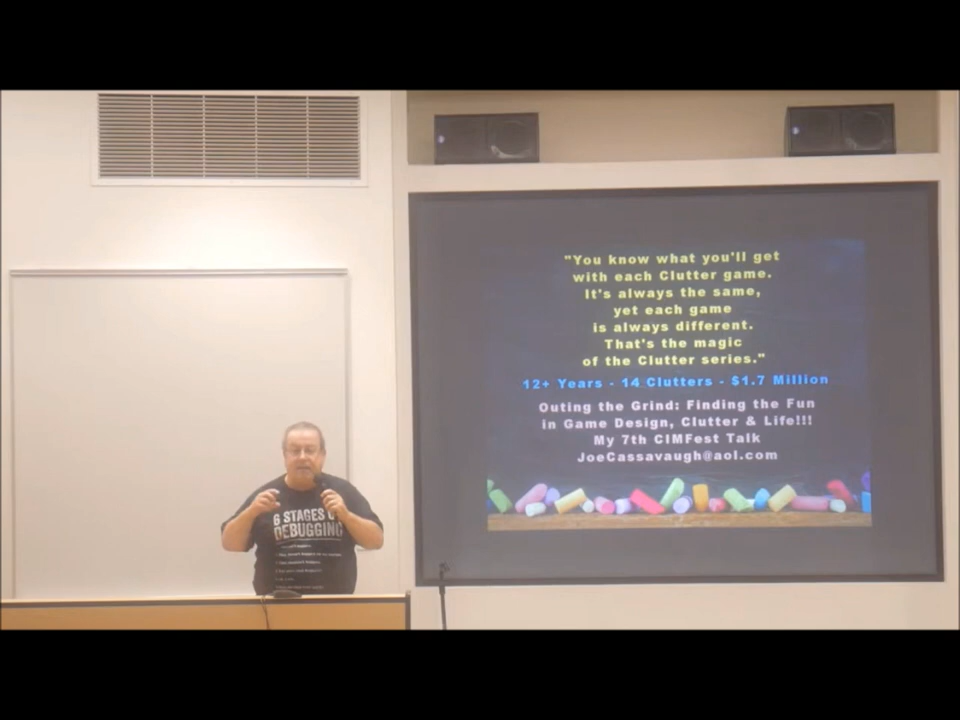 "You know what you'll get
with each Clutter game.
It's always the same,
yet each game
is always different.
That's the magic
of the Clutter series."
12+ Years - 14 Clutters - $1.7 Million
Outing the Grind: Finding the Fun
in Game Design, Clutter & Life!!!
My 7th CIMFest Talk
JoeCassavaugh@aol.com
6 STAGES OF
DEBUGGING